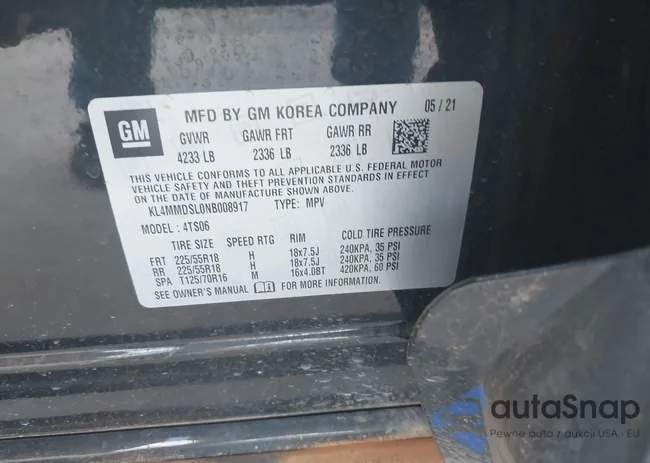 GM
MFD BY GM KOREA COMPANY 05 / 21
GVWR GAWR FRT GAWR RR
4233 LB 2336 LB 2336 LB
THIS VEHICLE CONFORMS TO ALL APPLICABLE U.S. FEDERAL MOTOR
VEHICLE SAFETY AND THEFT PREVENTION STANDARDS IN EFFECT
ON THE DATE OF MANUFACTURE SHOWN ABOVE.
KL4MMDSL0NB008917 TYPE: MPV
MODEL: 4TS06
TIRE SIZE SPEED RTG RIM COLD TIRE PRESSURE
FRT 225/55R18 H 18x7.5J 240KPA, 35 PSI
RR 225/55R18 H 18x7.5J 240KPA, 35 PSI
SPA T125/70R16 M 16x4.0BT 420KPA, 60 PSI
SEE OWNER'S MANUAL FOR MORE INFORMATION.
autaSnap
Pewne auto z aukcji USA i EU